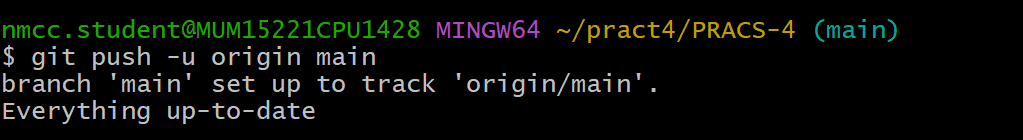 nmcc.student@MUM15221CPU1428 MINGW64 ~/pract4/PRACS-4 (main)
$ git push -u origin main
branch 'main' set up to track 'origin/main'.
Everything up-to-date